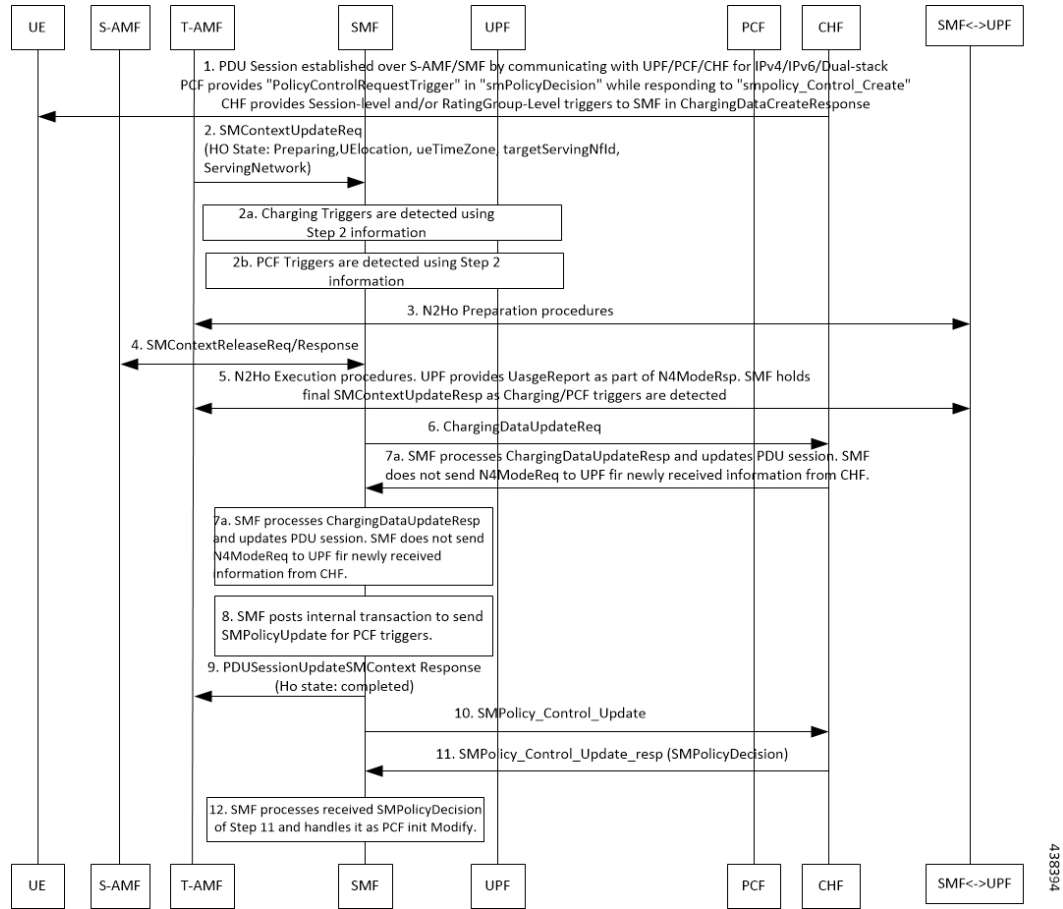 UE S-AMF T-AMF SMF UPF PCF CHF SMF<->UPF
1. PDU Session established over S-AMF/SMF by communicating with UPF/PCF/CHF for IPv4/IPv6/Dual-stack
PCF provides "PolicyControlRequestTrigger" in "smPolicyDecision" while responding to "smpolicy_Control_Create"
CHF provides Session-level and/or RatingGroup-Level triggers to SMF in ChargingDataCreateResponse
2. SMContextUpdateReq
(HO State: Preparing,UElocation, ueTimeZone, targetServingNfId,
ServingNetwork)
2a. Charging Triggers are detected using
Step 2 information
2b. PCF Triggers are detected using Step 2
information
3. N2Ho Preparation procedures
4. SMContextReleaseReq/Response
5. N2Ho Execution procedures. UPF provides UasgeReport as part of N4ModeRsp. SMF holds
final SMContextUpdateResp as Charging/PCF triggers are detected
6. ChargingDataUpdateReq
7a. SMF processes ChargingDataUpdateResp and updates PDU session. SMF
does not send N4ModeReq to UPF fir newly received information from CHF.
7a. SMF processes ChargingDataUpdateResp
and updates PDU session. SMF does not send
N4ModeReq to UPF fir newly received
information from CHF.
8. SMF posts internal transaction to send
SMPolicyUpdate for PCF triggers.
9. PDUSessionUpdateSMContext Response
(Ho state: completed)
10. SMPolicy_Control_Update
11. SMPolicy_Control_Update_resp (SMPolicyDecision)
12. SMF processes received SMPolicyDecision
of Step 11 and handles it as PCF init Modify.
UE S-AMF T-AMF SMF UPF PCF CHF SMF<->UPF
438394